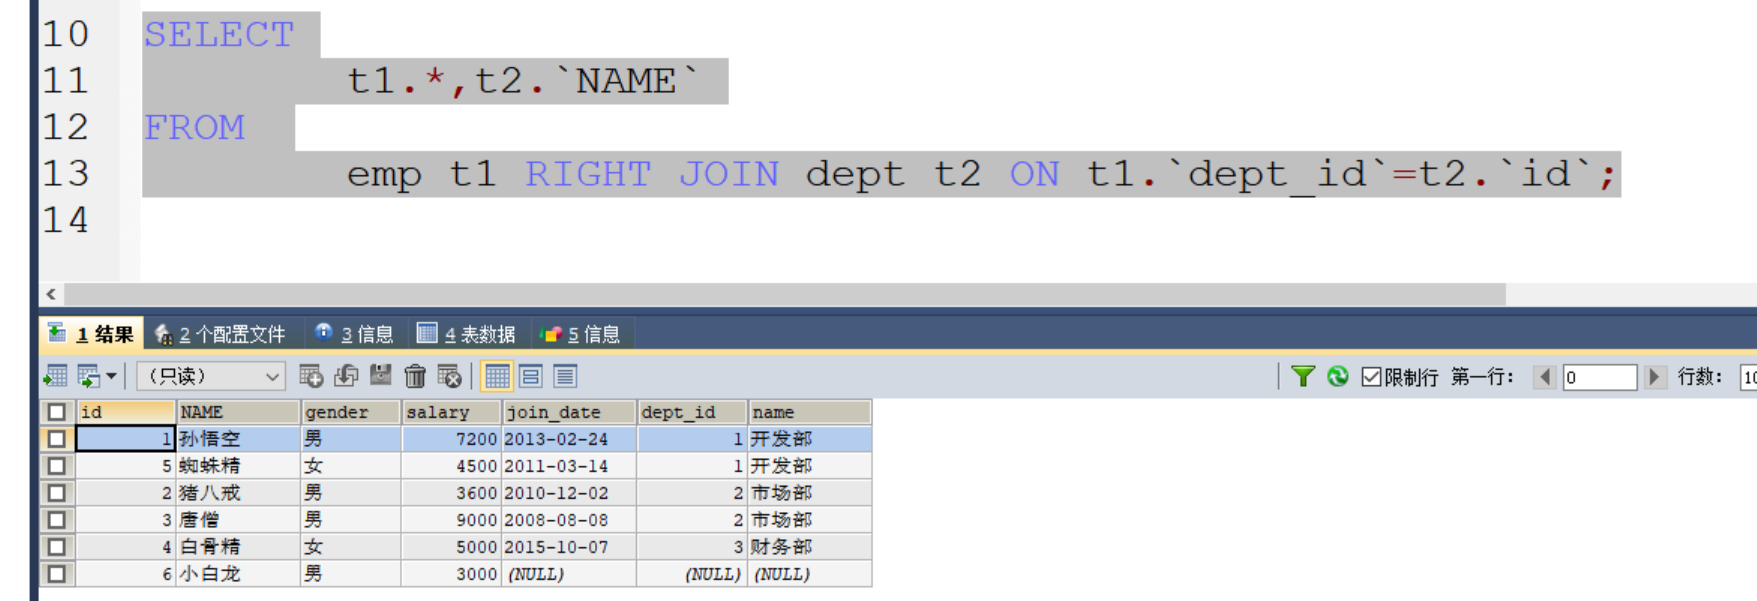 10 SELECT
11 t1.*,t2.`NAME`
12 FROM
13 emp t1 RIGHT JOIN dept t2 ON t1.`dept_id`=t2.`id`;
14
1 结果 2 个配置文件 3 信息 4 表数据 5 信息
(只读) 限制行 第一行: 0 行数: 10
id NAME gender salary join_date dept_id name
1 孙悟空 男 7200 2013-02-24 1 开发部
5 蜘蛛精 女 4500 2011-03-14 1 开发部
2 猪八戒 男 3600 2010-12-02 2 市场部
3 唐僧 男 9000 2008-08-08 2 市场部
4 白骨精 女 5000 2015-10-07 3 财务部
6 小白龙 男 3000 (NULL) (NULL) (NULL)